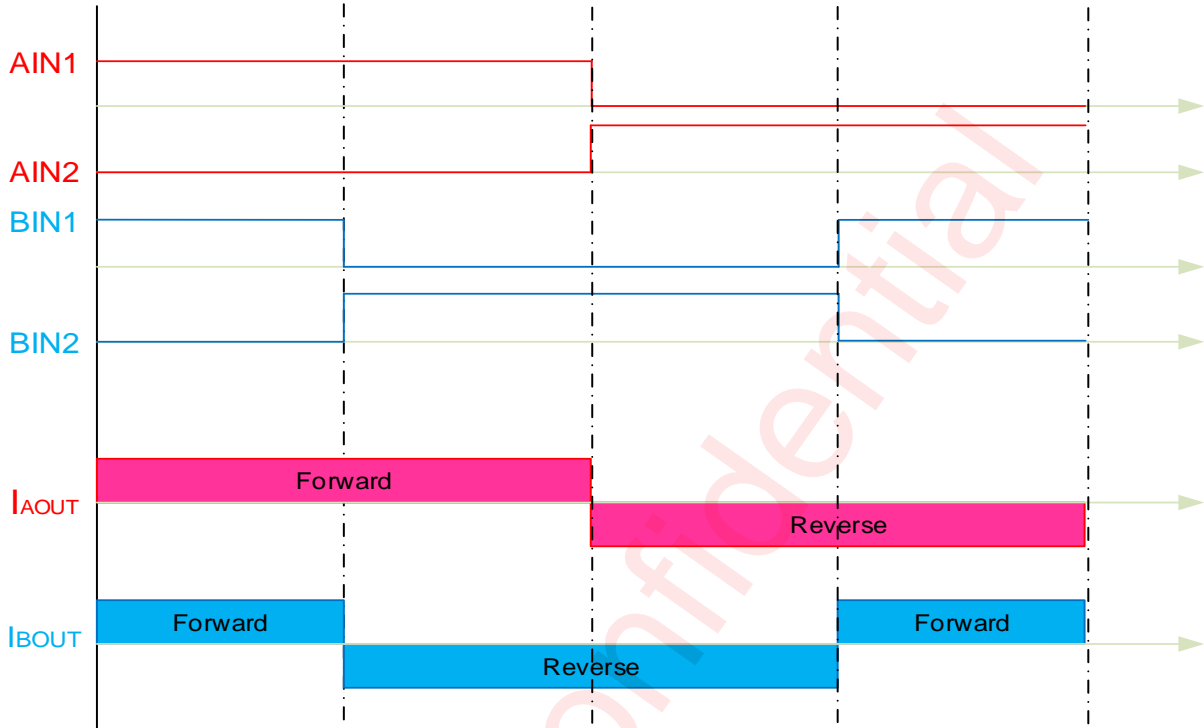 AIN1
AIN2
BIN1
BIN2
Forward
IAOUT
Reverse
Forward
Forward
IBOUT
Reverse
onfidential